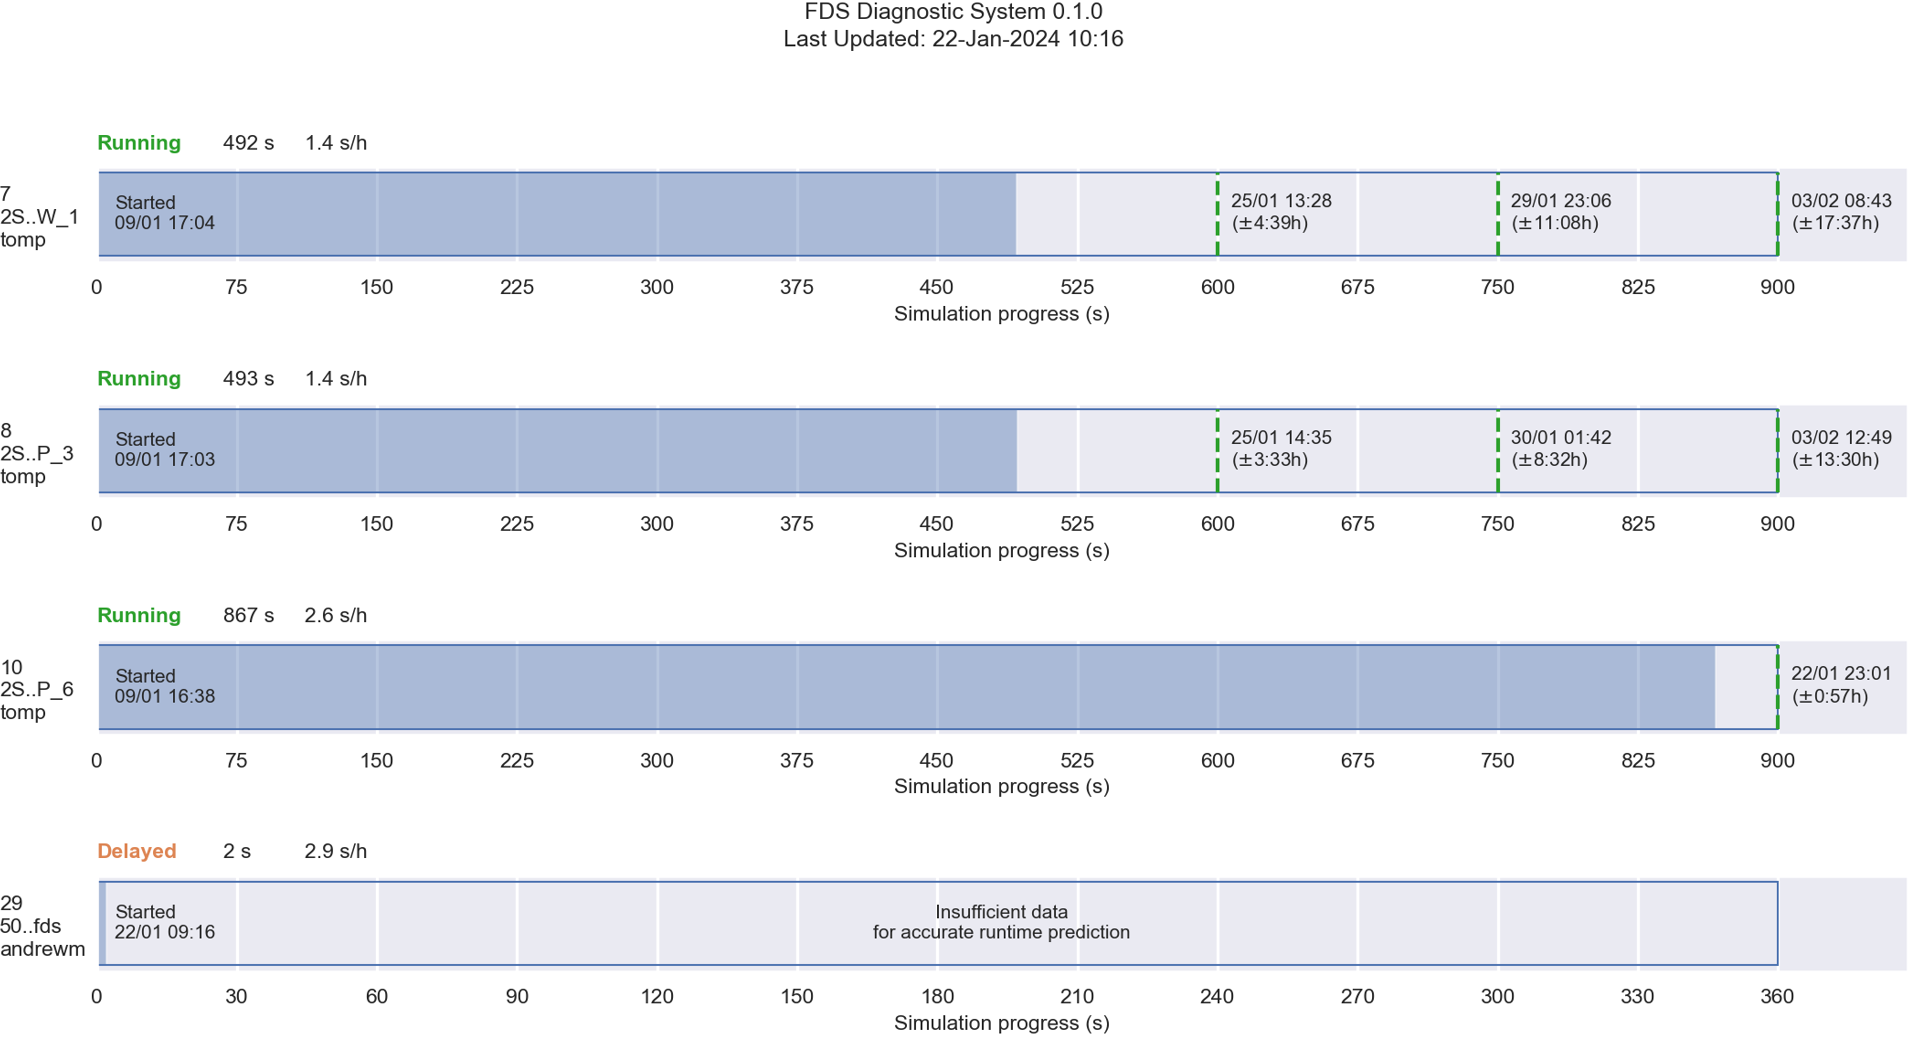 FDS Diagnostic System 0.1.0
Last Updated: 22-Jan-2024 10:16
Running 492 s 1.4 s/h
7
2S..W_1
tomp
Started
09/01 17:04
25/01 13:28
(±4:39h)
29/01 23:06
(±11:08h)
03/02 08:43
(±17:37h)
0 75 150 225 300 375 450 525 600 675 750 825 900
Simulation progress (s)
Running 493 s 1.4 s/h
8
2S..P_3
tomp
Started
09/01 17:03
25/01 14:35
(±3:33h)
30/01 01:42
(±8:32h)
03/02 12:49
(±13:30h)
0 75 150 225 300 375 450 525 600 675 750 825 900
Simulation progress (s)
Running 867 s 2.6 s/h
10
2S..P_6
tomp
Started
09/01 16:38
22/01 23:01
(±0:57h)
0 75 150 225 300 375 450 525 600 675 750 825 900
Simulation progress (s)
Delayed 2 s 2.9 s/h
29
50..fds
andrewm
Started
22/01 09:16
Insufficient data
for accurate runtime prediction
0 30 60 90 120 150 180 210 240 270 300 330 360
Simulation progress (s)